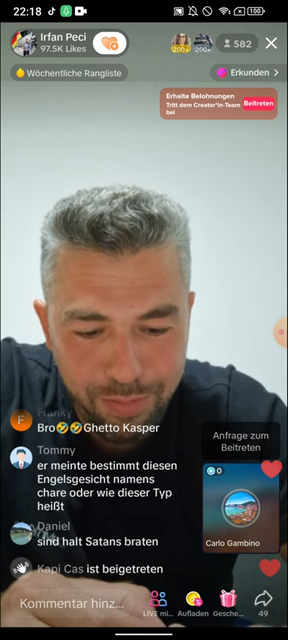 22:18
Irfan Peci
97.5K Likes
200
200
582
Wöchentliche Rangliste
Erkunden >
Erhalte Belohnungen
Tritt dem Creator*in-Team bei
Beitreten
Franky
Bro🤣🤣Ghetto Kasper
Tommy
er meinte bestimmt diesen
Engelsgesicht namens
chare oder wie dieser Typ
heißt
Daniel
sind halt Satans braten
Kapi Cas ist beigetreten
Anfrage zum
Beitreten
0
Carlo Gambino
Kommentar hinz...
LIVE mi...
Aufladen
Gesche...
49
100